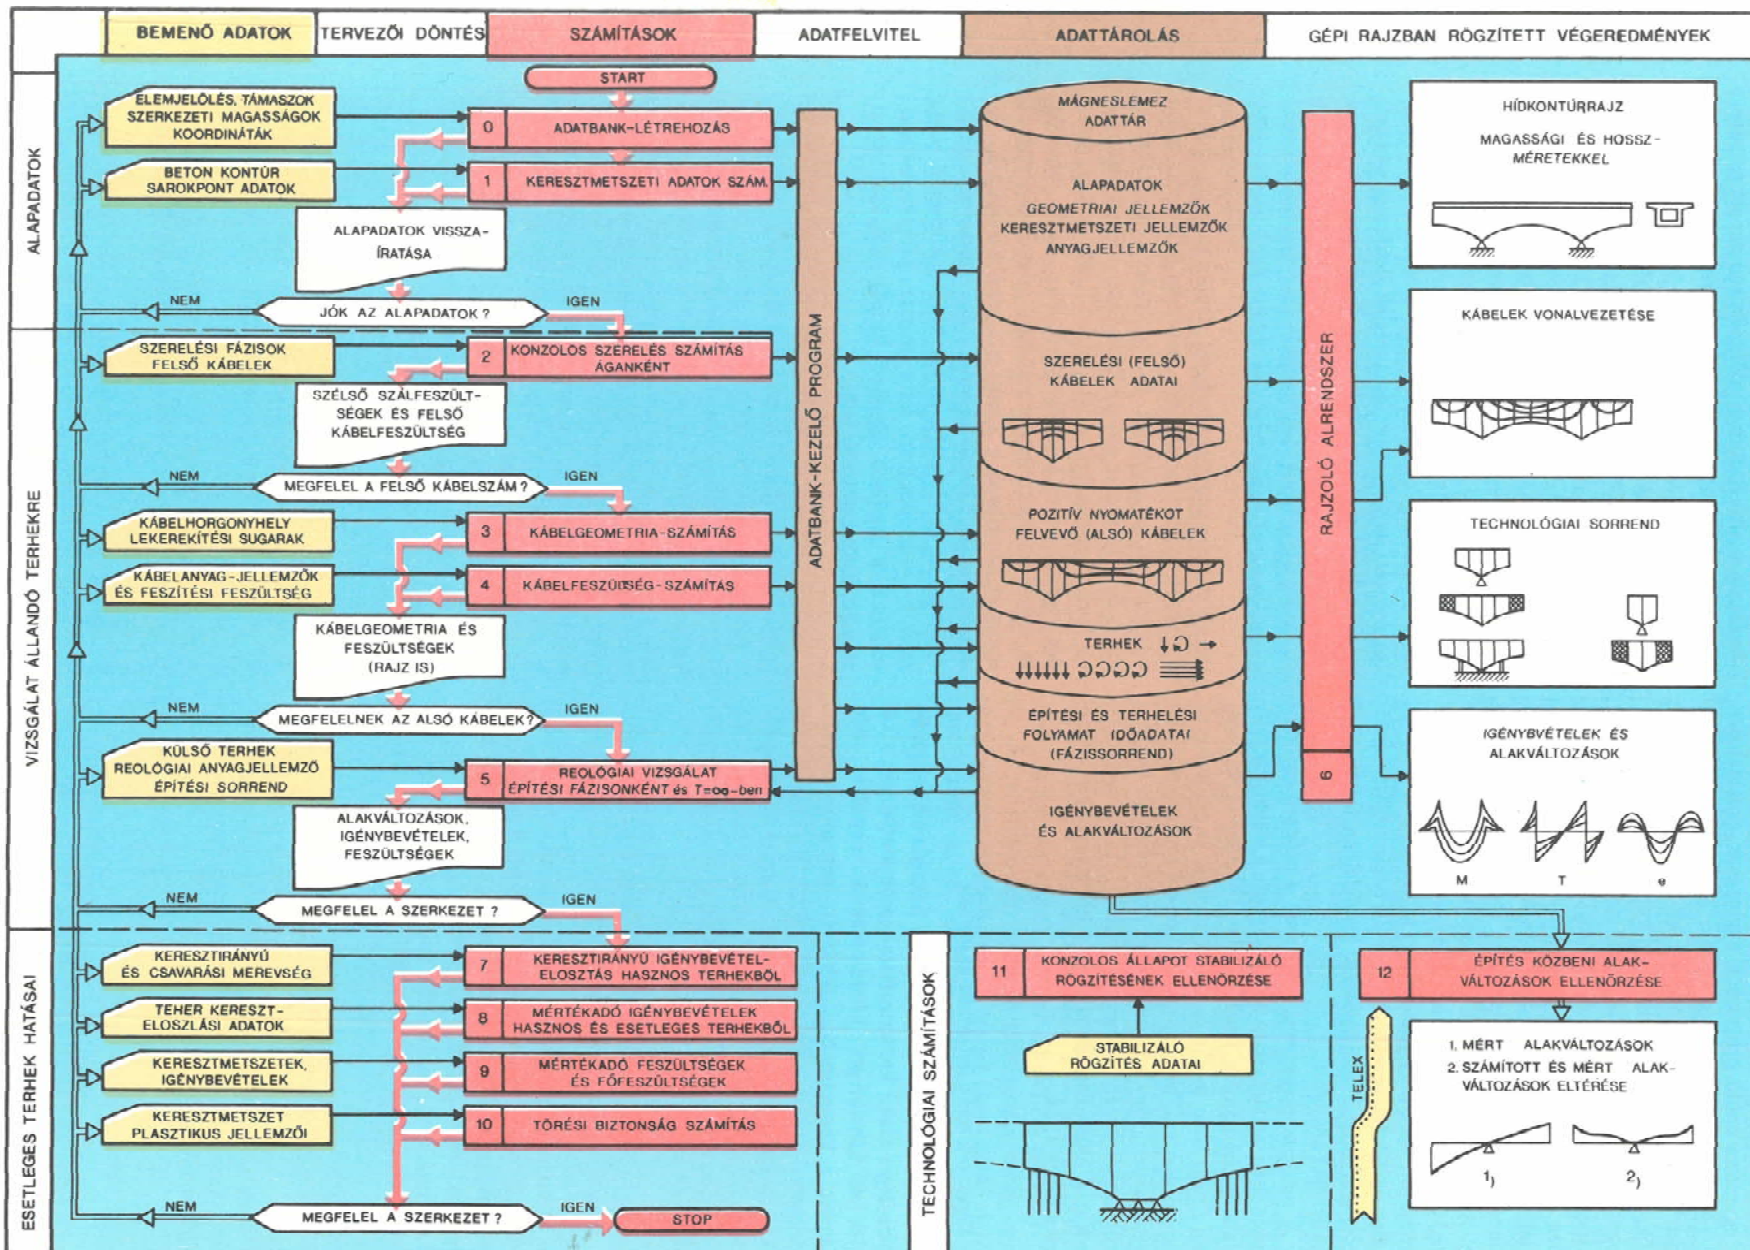 BEMENŐ ADATOK
TERVEZŐI DÖNTÉS
SZÁMÍTÁSOK
ADATFELVITEL
ADATTÁROLÁS
GÉPI RAJZBAN RÖGZÍTETT VÉGEREDMÉNYEK
ALAPADATOK
START
ELEMJELÖLÉS, TÁMASZOK
SZERKEZETI MAGASSÁGOK
KOORDINÁTÁK
0
ADATBANK-LÉTREHOZÁS
BETON KONTÚR
SAROKPONT ADATOK
1
KERESZTMETSZETI ADATOK SZÁM.
ALAPADATOK VISSZA-
ÍRATÁSA
NEM
JÓK AZ ALAPADATOK ?
IGEN
VIZSGÁLAT ÁLLANDÓ TERHEKRE
SZERELÉSI FÁZISOK
FELSŐ KÁBELEK
2
KONZOLOS SZERELÉS SZÁMÍTÁS
ÁGANKÉNT
SZÉLSŐ SZÁLFESZÜLT-
SÉGEK ÉS FELSŐ
KÁBELFESZÜLTSÉG
NEM
MEGFELEL A FELSŐ KÁBELSZÁM ?
IGEN
KÁBELHORGONYHELY
LEKEREKÍTÉSI SUGARAK
3
KÁBELGEOMETRIA-SZÁMÍTÁS
KÁBELANYAG-JELLEMZŐK
ÉS FESZÍTÉSI FESZÜLTSÉG
4
KÁBELFESZÜLTSÉG-SZÁMÍTÁS
KÁBELGEOMETRIA ÉS
FESZÜLTSÉGEK
(RAJZ IS)
NEM
MEGFELELNEK AZ ALSÓ KÁBELEK ?
IGEN
KÜLSŐ TERHEK
REOLÓGIAI ANYAGJELLEMZŐ
ÉPÍTÉSI SORREND
5
REOLÓGIAI VIZSGÁLAT
ÉPÍTÉSI FÁZISONKÉNT és T=∞-ben
ALAKVÁLTOZÁSOK,
IGÉNYBEVÉTELEK,
FESZÜLTSÉGEK
NEM
MEGFELEL A SZERKEZET ?
IGEN
ESETLEGES TERHEK HATÁSAI
KERESZTIRÁNYÚ
ÉS CSAVARÁSI MEREVSÉG
7
KERESZTIRÁNYÚ IGÉNYBEVÉTEL-
ELOSZTÁS HASZNOS TERHEKBŐL
TEHER KERESZT-
ELOSZLÁSI ADATOK
8
MÉRTÉKADÓ IGÉNYBEVÉTELEK
HASZNOS ÉS ESETLEGES TERHEKBŐL
KERESZTMETSZETEK,
IGÉNYBEVÉTELEK
9
MÉRTÉKADÓ FESZÜLTSÉGEK
ÉS FŐFESZÜLTSÉGEK
KERESZTMETSZET
PLASZTIKUS JELLEMZŐI
10
TÖRÉSI BIZTONSÁG SZÁMÍTÁS
NEM
MEGFELEL A SZERKEZET ?
IGEN
STOP
ADATBANK-KEZELŐ PROGRAM
MÁGNESLEMEZ
ADATTÁR
ALAPADATOK
GEOMETRIAI JELLEMZŐK
KERESZTMETSZETI JELLEMZŐK
ANYAGJELLEMZŐK
SZERELÉSI (FELSŐ)
KÁBELEK ADATAI
POZITÍV NYOMATÉKOT
FELVEVŐ (ALSÓ) KÁBELEK
TERHEK
ÉPÍTÉSI ÉS TERHELÉSI
FOLYAMAT (IDŐADATAI
(FÁZISSORREND)
IGÉNYBEVÉTELEK
ÉS ALAKVÁLTOZÁSOK
RAJZOLÓ ALRENDSZER
6
HÍDKONTÚRRAJZ
MAGASSÁGI ÉS HOSSZ-
MÉRETEKKEL
KÁBELEK VONALVEZETÉSE
TECHNOLÓGIAI SORREND
IGÉNYBVÉTELEK ÉS
ALAKVÁLTOZÁSOK
M
T
e
TECHNOLÓGIAI SZÁMÍTÁSOK
11
KONZOLOS ÁLLAPOT STABILIZÁLÓ
RÖGZÍTÉSÉNEK ELLENŐRZÉSE
STABILIZÁLÓ
RÖGZÍTÉS ADATAI
12
ÉPÍTÉS KÖZBENI ALAK-
VÁLTOZÁSOK ELLENŐRZÉSE
TELEX
1. MÉRT ALAKVÁLTOZÁSOK
2. SZÁMÍTOTT ÉS MÉRT ALAK-
VÁLTOZÁSOK ELTÉRÉSE
1)
2)